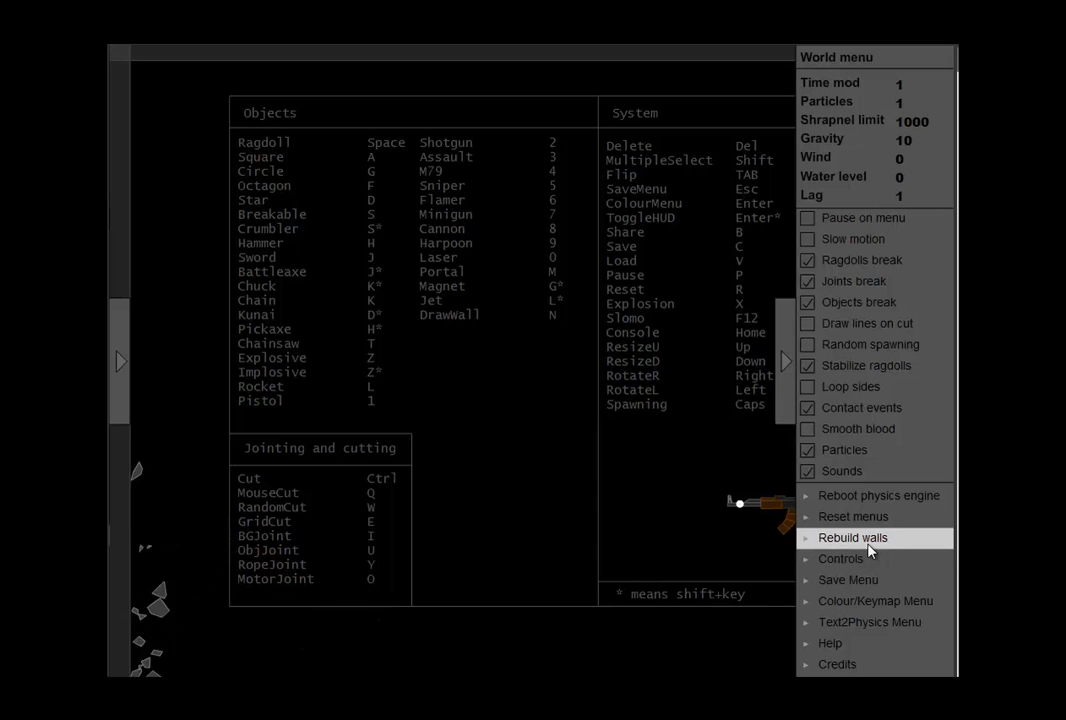 Objects
Ragdoll Space Shotgun 2
Square A Assault 3
Circle G M79 4
Octagon F Sniper 5
Star D Flamer 6
Breakable S Minigun 7
Crumbler S* Cannon 8
Hammer H Harpoon 9
Sword J Laser 0
Battleaxe J* Portal M
Chuck K* Magnet G*
Chain K Jet L*
Kunai D* DrawWall N
Pickaxe H*
Chainsaw T
Explosive Z
Implosive Z*
Rocket L
Pistol 1
Jointing and cutting
Cut Ctrl
MouseCut Q
RandomCut W
GridCut E
BGJoint I
ObjJoint U
RopeJoint Y
MotorJoint O
System
Delete Del
MultipleSelect Shift
Flip TAB
SaveMenu Esc
ColourMenu Enter
ToggleHUD Enter*
Share B
Save C
Load V
Pause P
Reset R
Explosion X
Slomo F12
Console Home
ResizeU Up
ResizeD Down
RotateR Right
RotateL Left
Spawning Caps
* means shift+key
World menu
Time mod 1
Particles 1
Shrapnel limit 1000
Gravity 10
Wind 0
Water level 0
Lag 1
Pause on menu
Slow motion
Ragdolls break
Joints break
Objects break
Draw lines on cut
Random spawning
Stabilize ragdolls
Loop sides
Contact events
Smooth blood
Particles
Sounds
Reboot physics engine
Reset menus
Rebuild walls
Controls
Save Menu
Colour/Keymap Menu
Text2Physics Menu
Help
Credits